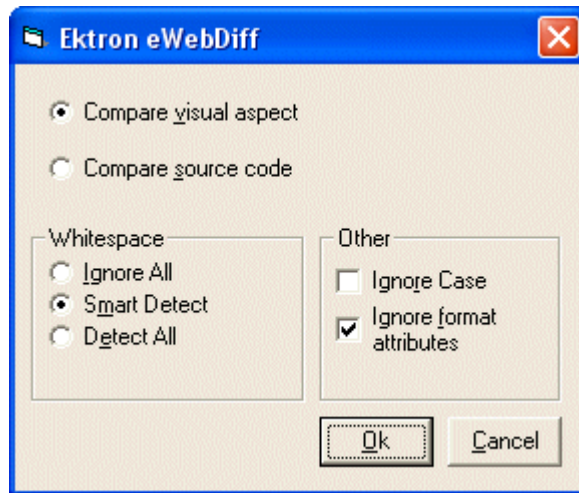 Ektron eWebDiff
Compare visual aspect
Compare source code
Whitespace
Ignore All
Smart Detect
Detect All
Other
Ignore Case
Ignore format
attributes
Ok
Cancel